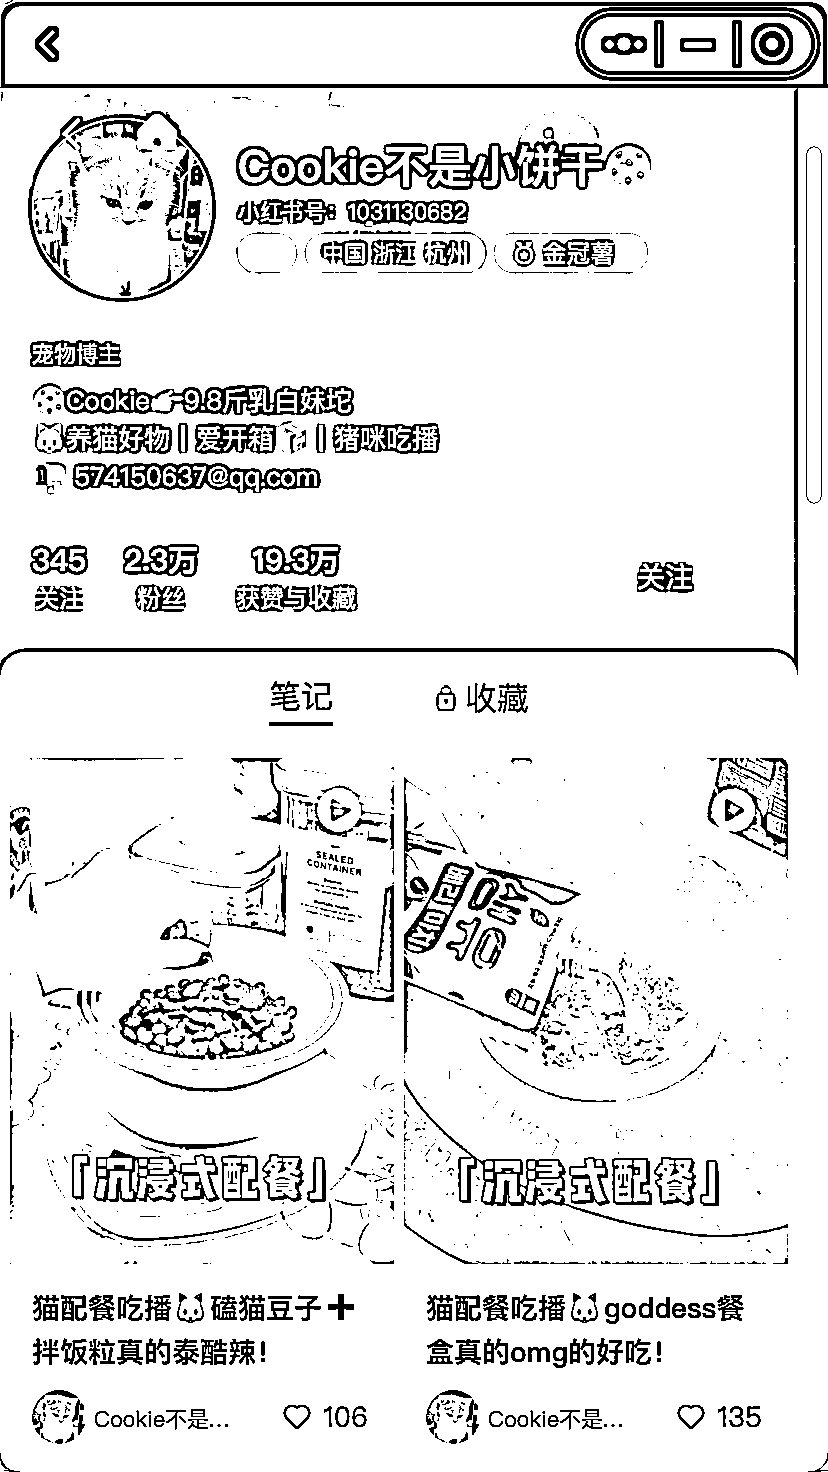 Cookie不是小饼干🍪
小红书号：1031130682
中国 浙江 杭州
金冠薯
宠物博主
🍪Cookie👉9.8斤乳白妹坨
🐱养猫好物｜爱开箱📦｜猪咪吃播
📮574150637@qq.com
345 2.3万 19.3万
关注 粉丝 获赞与收藏
关注
笔记 收藏
SEALED
CONTAINER
「沉浸式配餐」
「沉浸式配餐」
猫配餐吃播🐱磕猫豆子➕
拌饭粒真的泰酷辣！
Cookie不是... 106
猫配餐吃播🐱goddess餐
盒真的omg的好吃！
Cookie不是... 135